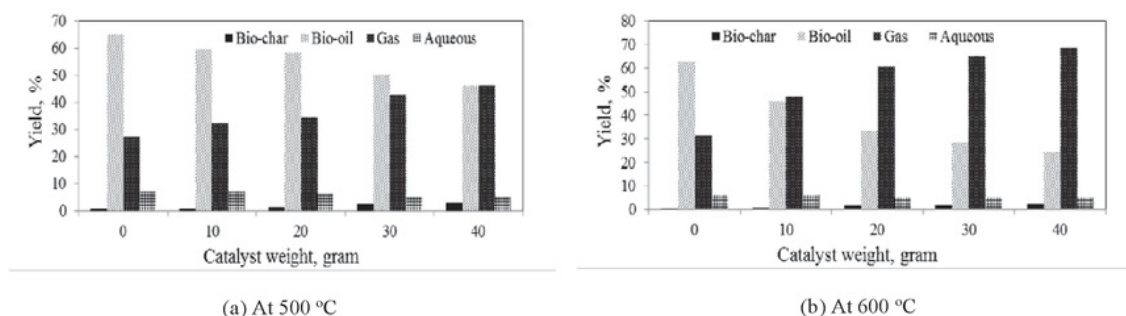 Yield, %
70
60
50
40
30
20
10
0
Bio-char Bio-oil Gas Aqueous
0 10 20 30 40
Catalyst weight, gram
(a) At 500 °C
Yield, %
80
70
60
50
40
30
20
10
0
Bio-char Bio-oil Gas Aqueous
0 10 20 30 40
Catalyst weight, gram
(b) At 600 °C